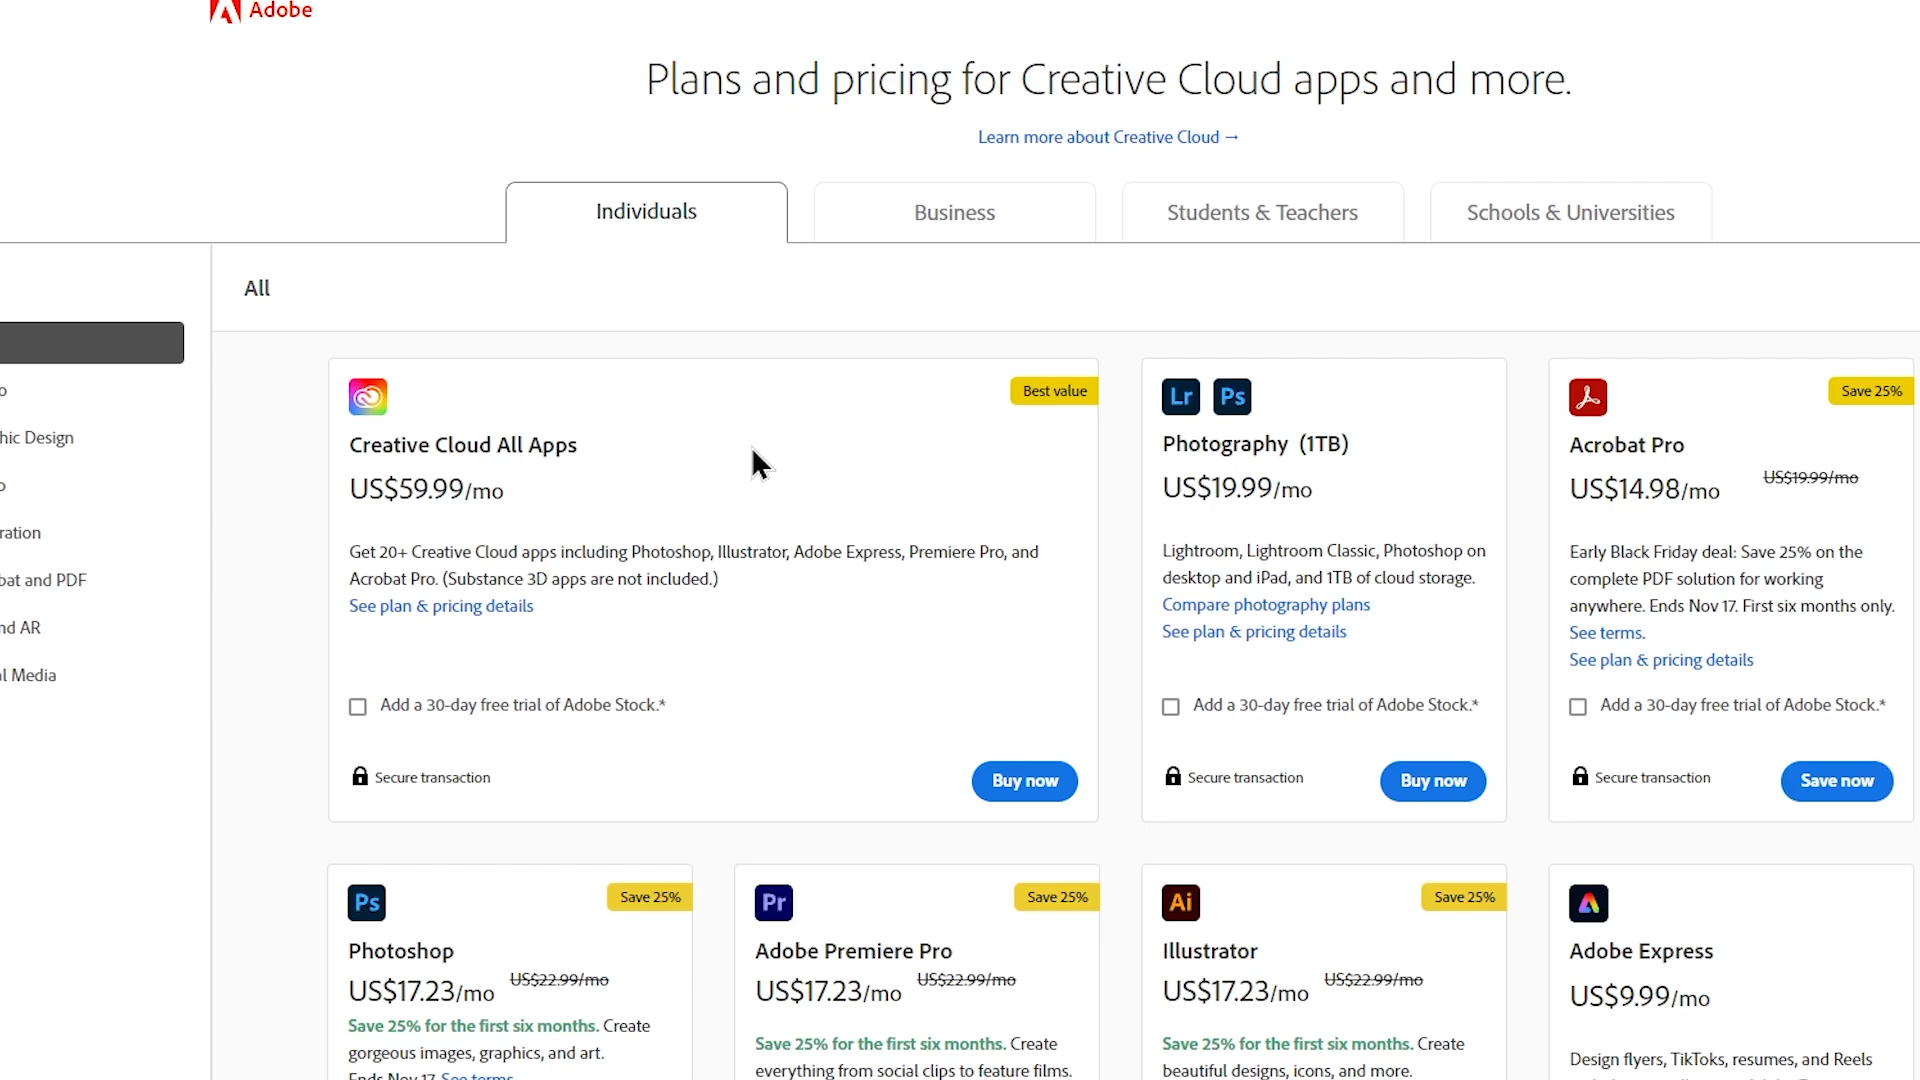 Adobe
Plans and pricing for Creative Cloud apps and more.
Learn more about Creative Cloud →
Individuals
Business
Students & Teachers
Schools & Universities
All
hic Design
ration
bat and PDF
nd AR
l Media
Best value
Creative Cloud All Apps
US$59.99/mo
Get 20+ Creative Cloud apps including Photoshop, Illustrator, Adobe Express, Premiere Pro, and
Acrobat Pro. (Substance 3D apps are not included.)
See plan & pricing details
Add a 30-day free trial of Adobe Stock.*
Secure transaction
Buy now
Lr Ps
Photography (1TB)
US$19.99/mo
Lightroom, Lightroom Classic, Photoshop on
desktop and iPad, and 1TB of cloud storage.
Compare photography plans
See plan & pricing details
Add a 30-day free trial of Adobe Stock.*
Secure transaction
Buy now
Save 25%
Acrobat Pro
US$14.98/mo US$19.99/mo
Early Black Friday deal: Save 25% on the
complete PDF solution for working
anywhere. Ends Nov 17. First six months only.
See terms.
See plan & pricing details
Add a 30-day free trial of Adobe Stock.*
Secure transaction
Save now
Ps
Save 25%
Photoshop
US$17.23/mo US$22.99/mo
Save 25% for the first six months. Create
gorgeous images, graphics, and art.
Ends Nov 17. See terms.
Pr
Save 25%
Adobe Premiere Pro
US$17.23/mo US$22.99/mo
Save 25% for the first six months. Create
everything from social clips to feature films.
Ai
Save 25%
Illustrator
US$17.23/mo US$22.99/mo
Save 25% for the first six months. Create
beautiful designs, icons, and more.
Adobe Express
US$9.99/mo
Design flyers, TikToks, resumes, and Reels